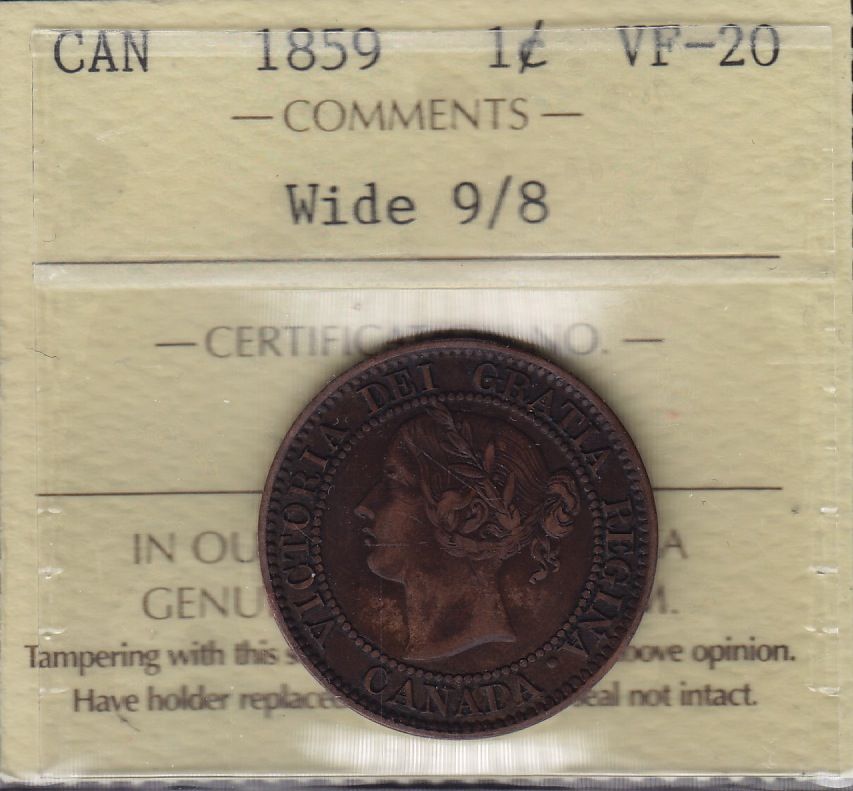 CAN 1859 1¢ VF-20
— COMMENTS —
Wide 9/8
— CERTIFIC NO. —
IN OU A
GENU M.
Tampering with this s bove opinion.
Have holder replace eal not intact.
VICTORIA DEI GRATIA REGINA
CANADA